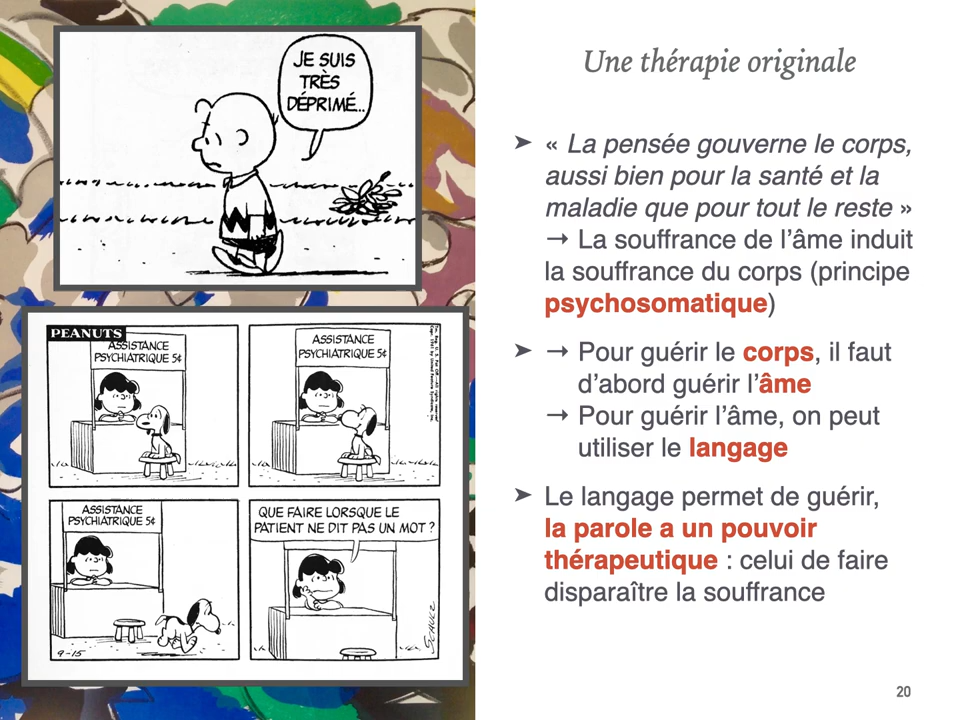 JE SUIS
TRÈS
DÉPRIMÉ..
PEANUTS
ASSISTANCE
PSYCHIATRIQUE 5¢
ASSISTANCE
PSYCHIATRIQUE 5¢
ASSISTANCE
PSYCHIATRIQUE 5¢
9-15
QUE FAIRE LORSQUE LE
PATIENT NE DIT PAS UN MOT ?
SCHULZ
Une thérapie originale
➤ « La pensée gouverne le corps,
aussi bien pour la santé et la
maladie que pour tout le reste »
→ La souffrance de l’âme induit
la souffrance du corps (principe
psychosomatique)
➤ → Pour guérir le corps, il faut
d’abord guérir l’âme
→ Pour guérir l’âme, on peut
utiliser le langage
➤ Le langage permet de guérir,
la parole a un pouvoir
thérapeutique : celui de faire
disparaître la souffrance
20